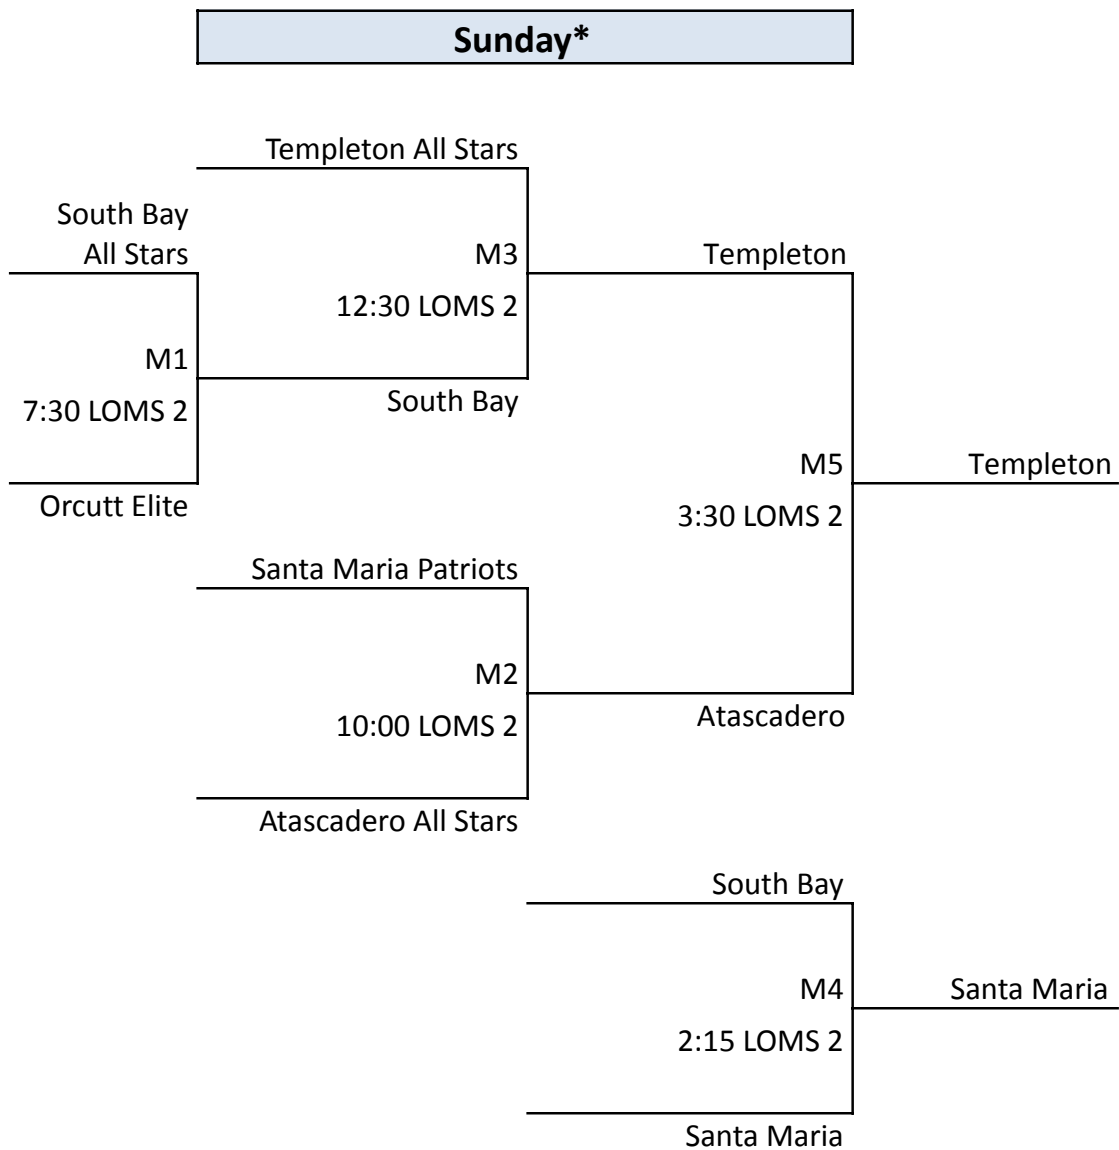 Sunday*
Templeton All Stars
South Bay
All Stars
M3
Templeton
12:30 LOMS 2
M1
South Bay
7:30 LOMS 2
M5
Templeton
Orcutt Elite
3:30 LOMS 2
Santa Maria Patriots
M2
10:00 LOMS 2
Atascadero
Atascadero All Stars
South Bay
M4
Santa Maria
2:15 LOMS 2
Santa Maria